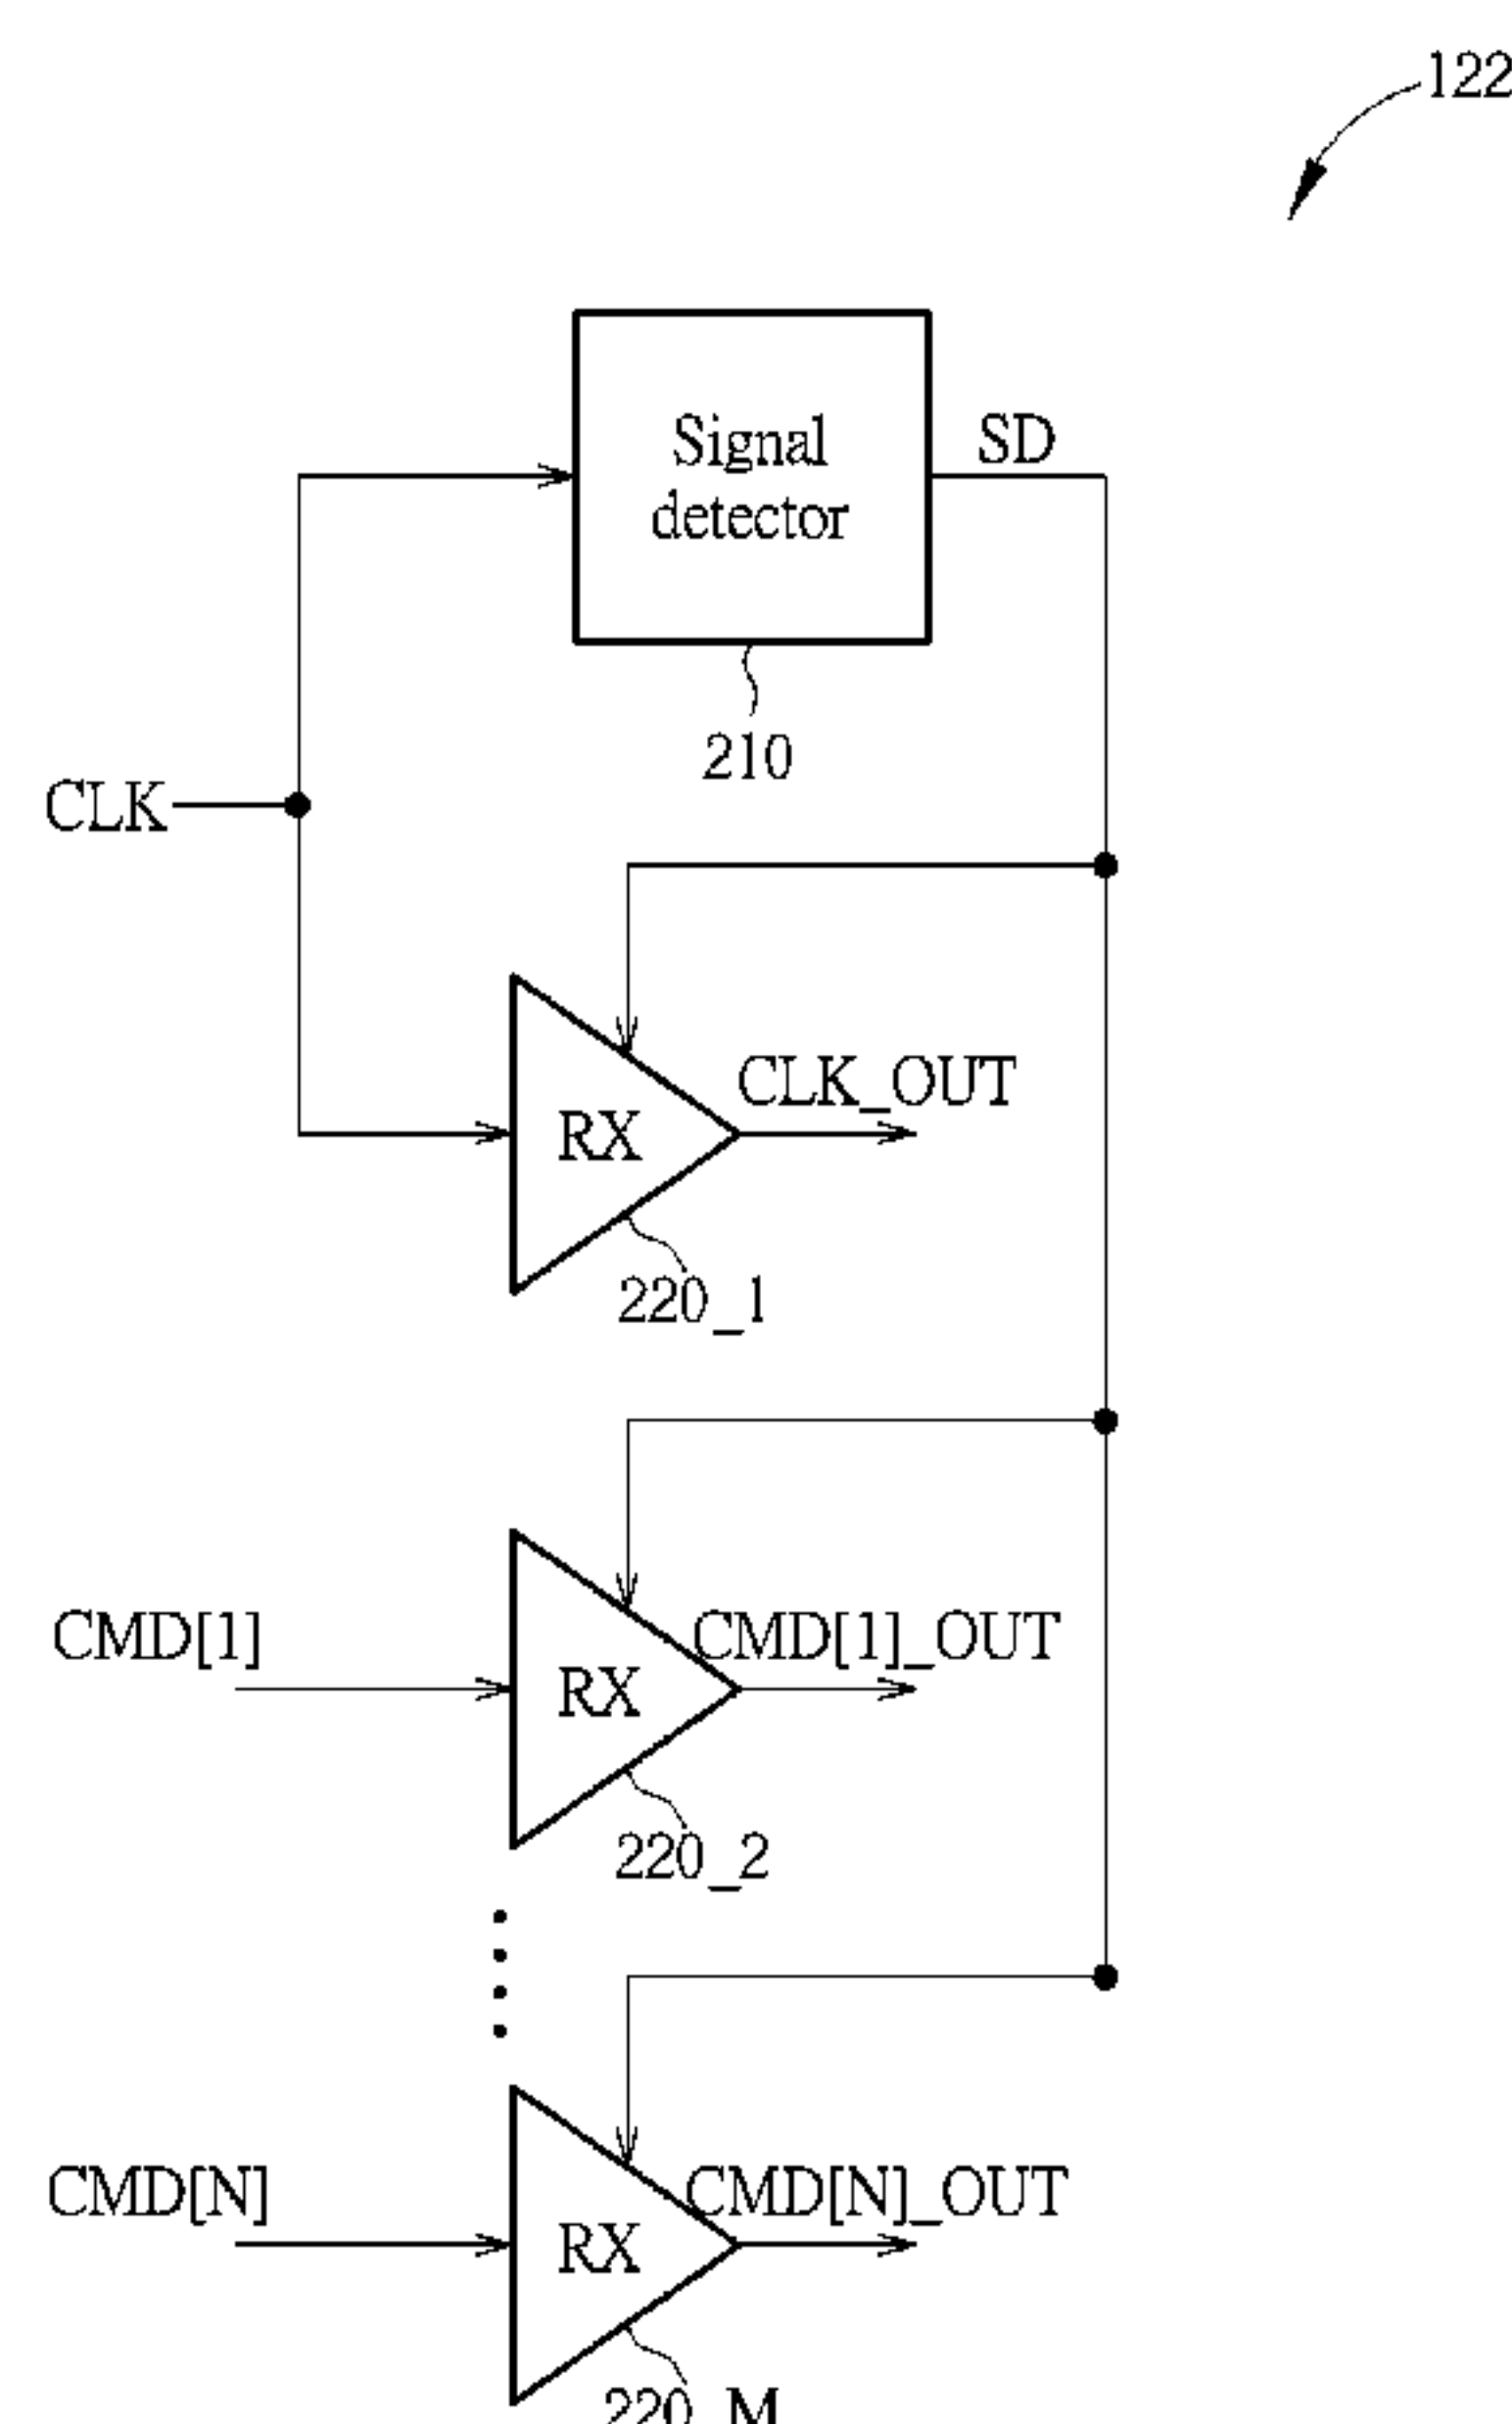 122
Signal
detector
SD
210
CLK
CLK_OUT
RX
220_1
CMD[1]
CMD[1]_OUT
RX
220_2
CMD[N]
CMD[N]_OUT
RX
220_M